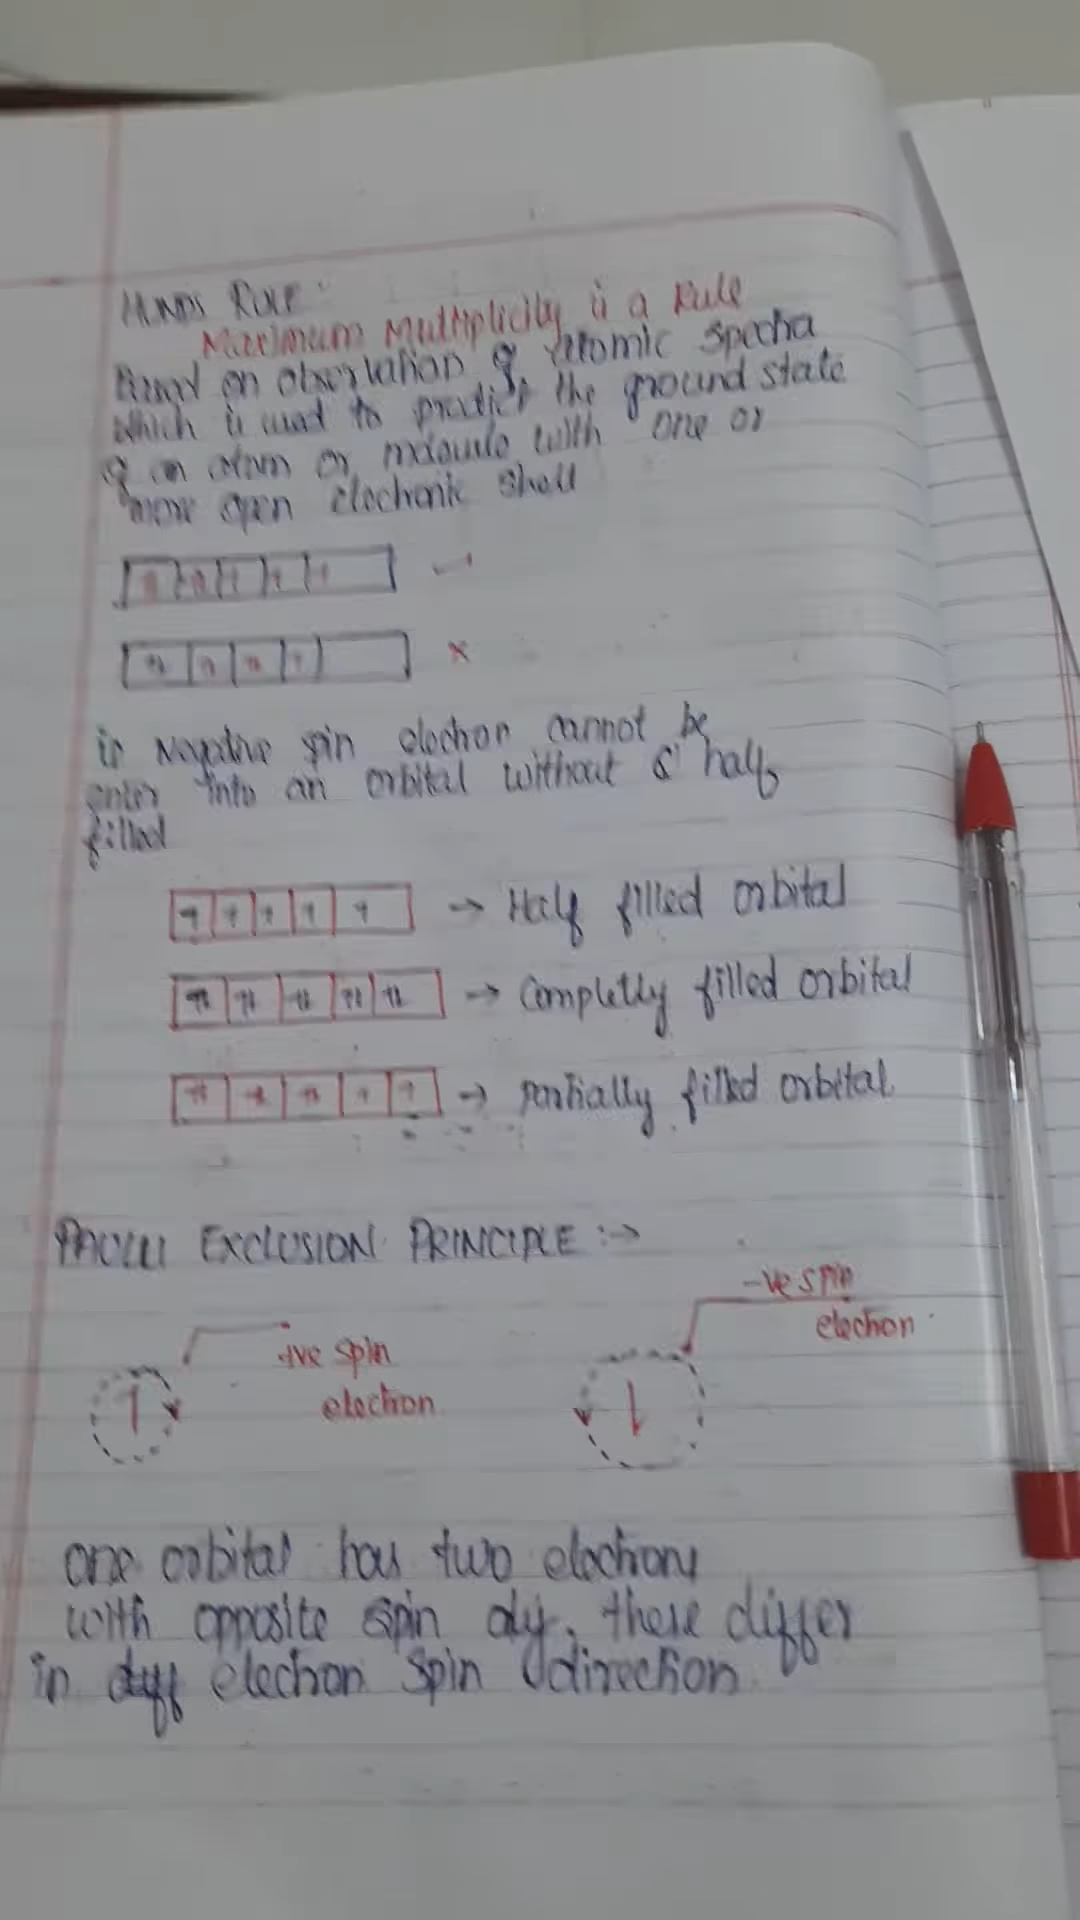 HUNDS RULE:
Maximum Multiplicity is a Rule
Based on observation of atomic spectra
which is used to predict the ground state
of an atom or molecule with one or
more open electronic shell
✓
×
ie Negative spin electron cannot be
enter into an orbital without half
filled
→ Half filled orbital
→ Completly filled orbital
→ partially filled orbital
PAULI EXCLUSION PRINCIPLE :→
-ve spin
electron
+ve spin
electron
one orbital has two electrons
with opposite spin only. these differ
in diff electron spin direction